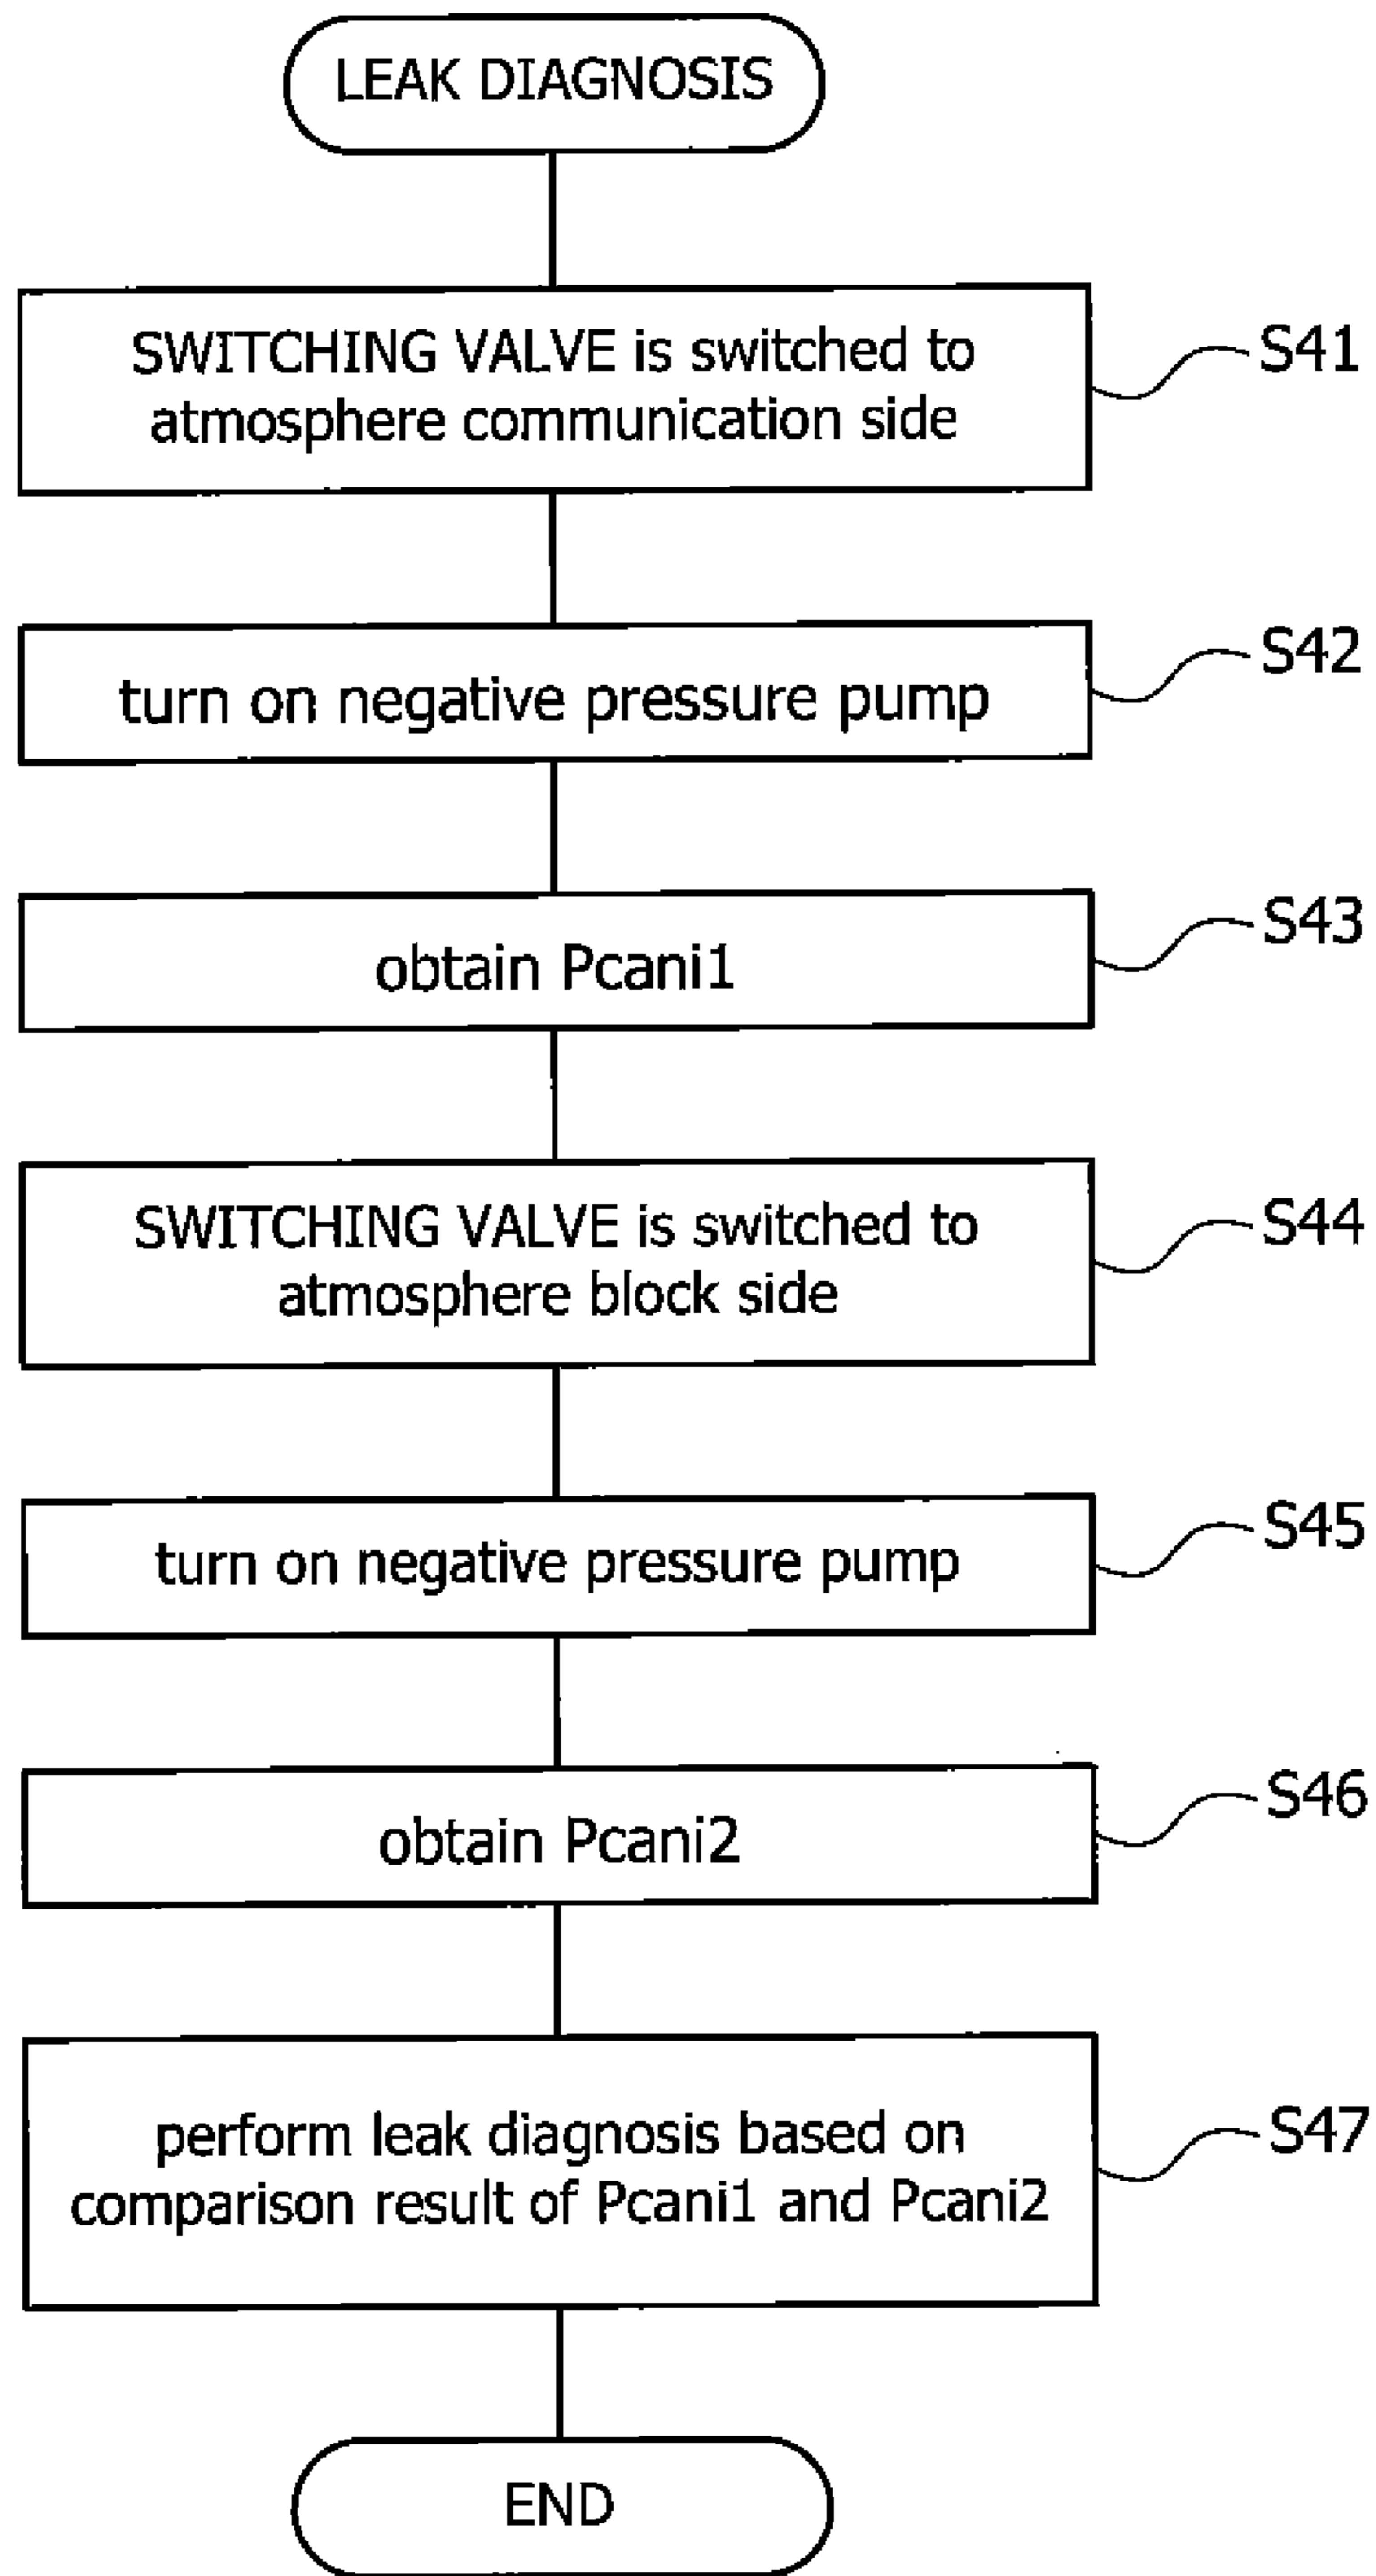 LEAK DIAGNOSIS
SWITCHING VALVE is switched to
atmosphere communication side
S41
turn on negative pressure pump
S42
obtain Pcani1
S43
SWITCHING VALVE is switched to
atmosphere block side
S44
turn on negative pressure pump
S45
obtain Pcani2
S46
perform leak diagnosis based on
comparison result of Pcani1 and Pcani2
S47
END